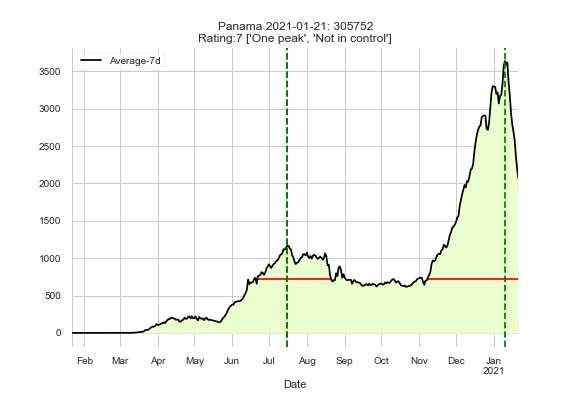 Panama 2021-01-21: 305752
Rating:7 ['One peak', 'Not in control']
Average-7d
3500
3000
2500
2000
1500
1000
500
0
Feb Mar Apr May Jun Jul Aug Sep Oct Nov Dec Jan
2021
Date